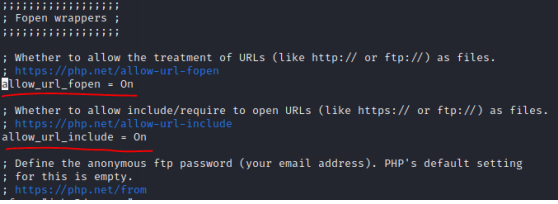 ;;;;;;;;;;;;;;;;;;
; Fopen wrappers ;
;;;;;;;;;;;;;;;;;;
; Whether to allow the treatment of URLs (like http:// or ftp://) as files.
; https://php.net/allow-url-fopen
allow_url_fopen = On
; Whether to allow include/require to open URLs (like https:// or ftp://) as files.
; https://php.net/allow-url-include
allow_url_include = On
; Define the anonymous ftp password (your email address). PHP's default setting
; for this is empty.
; https://php.net/from